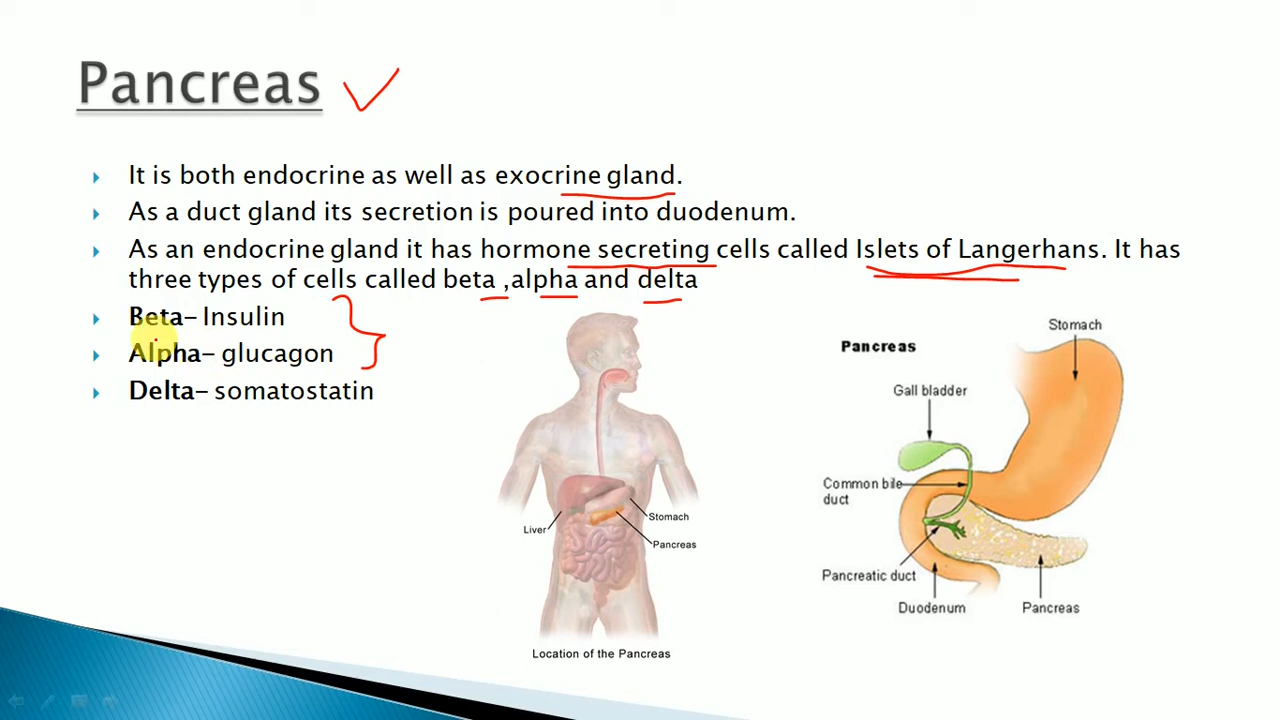 Pancreas
It is both endocrine as well as exocrine gland.
As a duct gland its secretion is poured into duodenum.
As an endocrine gland it has hormone secreting cells called Islets of Langerhans. It has
three types of cells called beta ,alpha and delta
Beta– Insulin
Alpha– glucagon
Delta– somatostatin
Liver
Stomach
Pancreas
Location of the Pancreas
Pancreas
Stomach
Gall bladder
Common bile
duct
Pancreatic duct
Duodenum
Pancreas